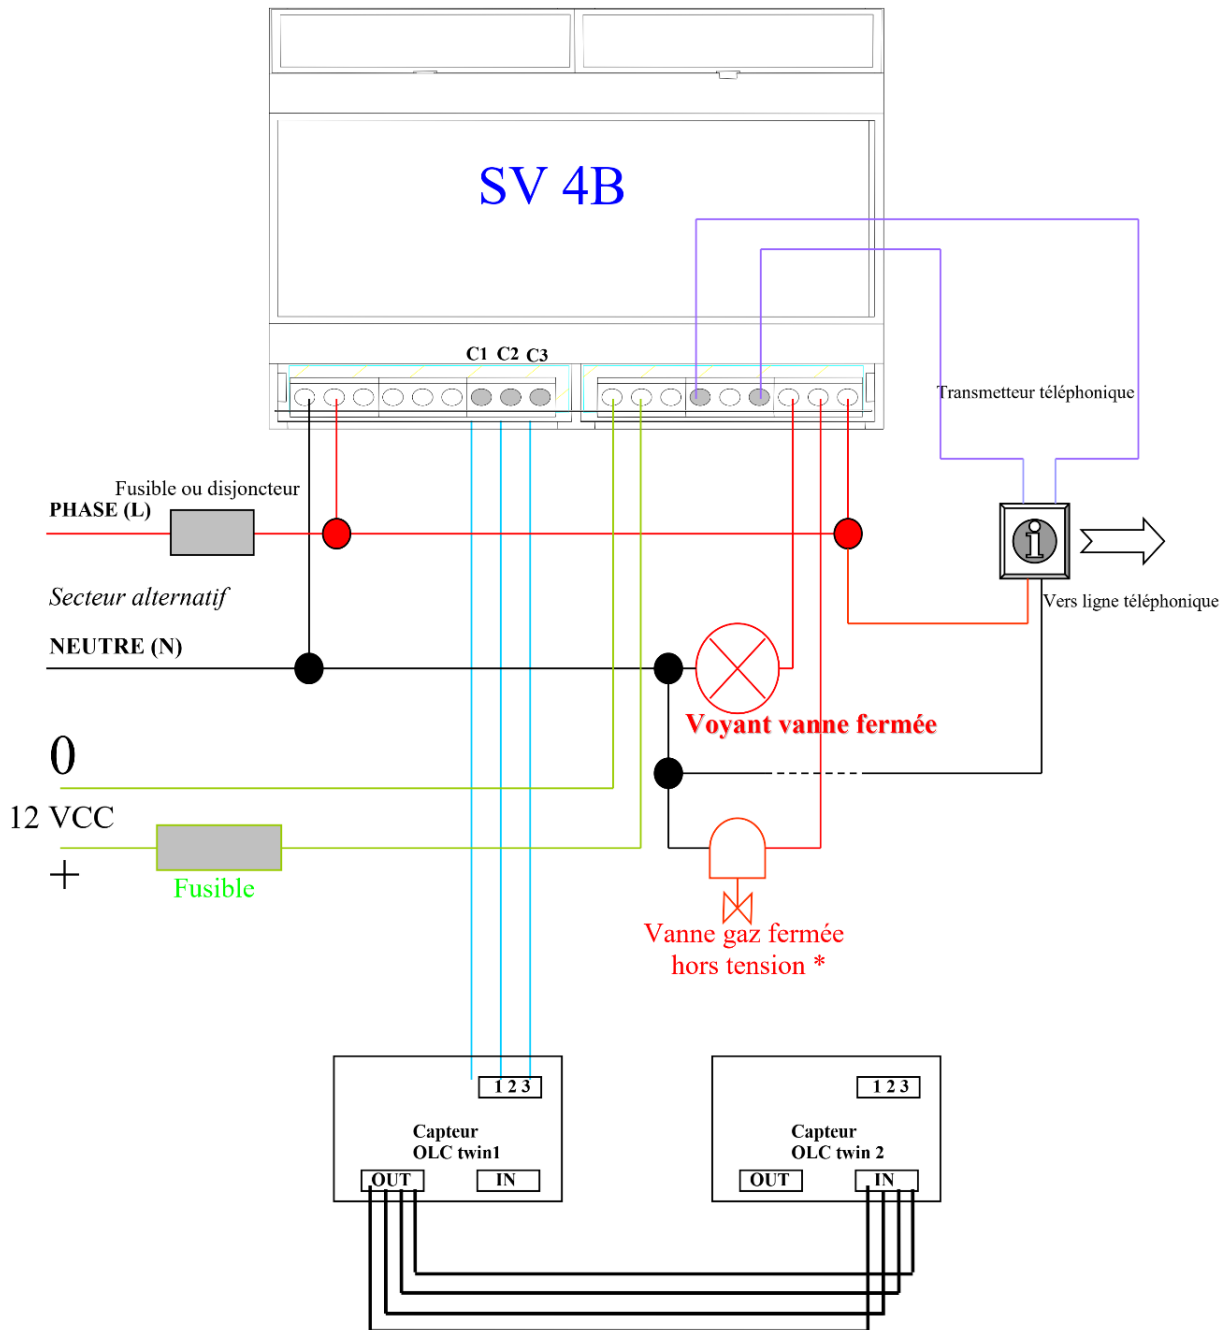 SV 4B
C1 C2 C3
Transmetteur téléphonique
Fusible ou disjoncteur
PHASE (L)
Secteur alternatif
Vers ligne téléphonique
NEUTRE (N)
Voyant vanne fermée
0
12 VCC
+
Fusible
Vanne gaz fermée
hors tension *
1 2 3
Capteur
OLC twin1
OUT IN
1 2 3
Capteur
OLC twin 2
OUT IN